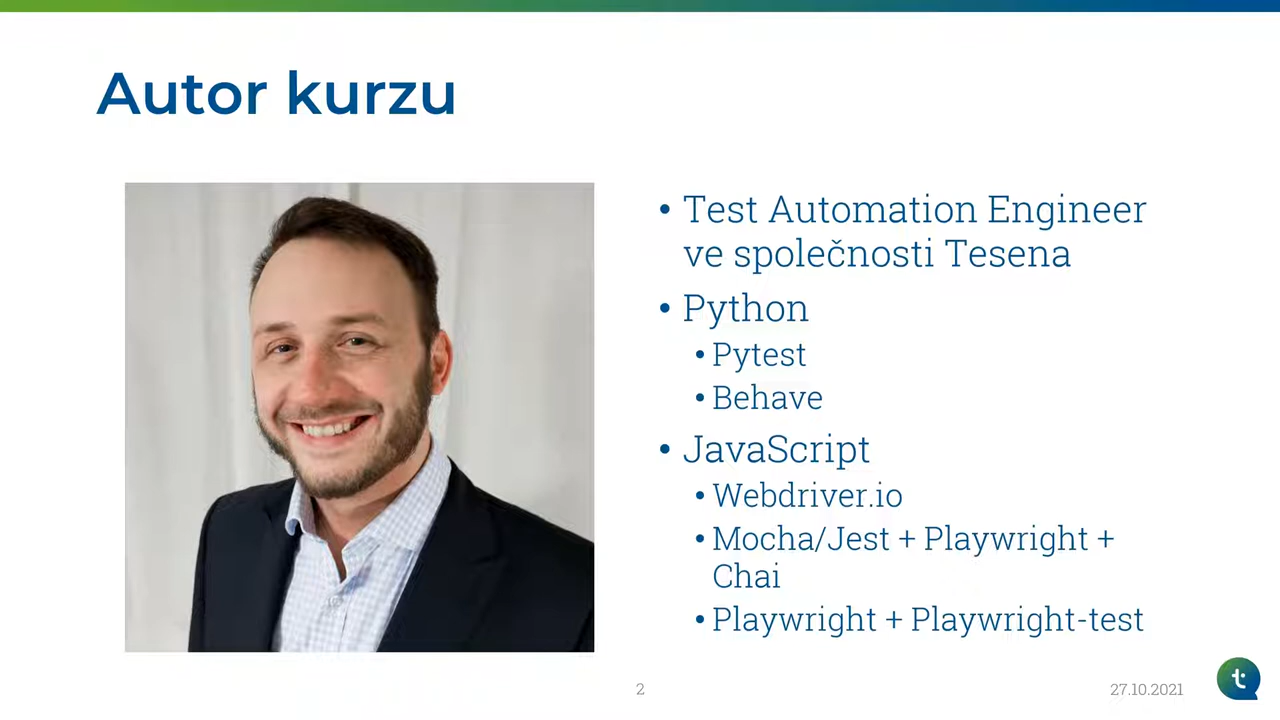 Autor kurzu
• Test Automation Engineer
ve společnosti Tesena
• Python
• Pytest
• Behave
• JavaScript
• Webdriver.io
• Mocha/Jest + Playwright +
Chai
• Playwright + Playwright-test
2
27.10.2021
t